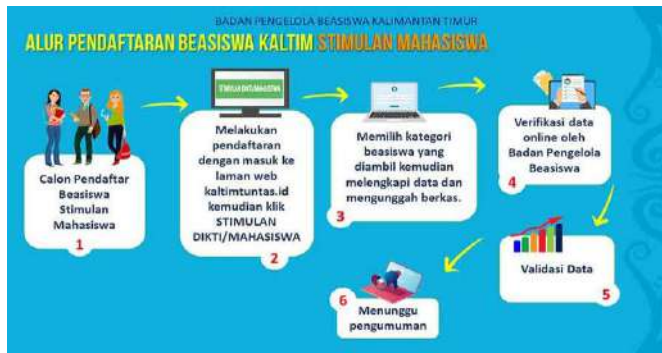 BADAN PENGELOLA BEASISWA KALIMANTAN TIMUR
ALUR PENDAFTARAN BEASISWA KALTIM STIMULAN MAHASISWA
Calon Pendaftar
Beasiswa
Stimulan
Mahasiswa
1
STIMULAN DIKTI/MAHASISWA
Melakukan
pendaftaran
dengan masuk ke
laman web
kaltimtuntas.id
kemudian klik
STIMULAN
DIKTI/MAHASISWA
2
Memilih kategori
beasiswa yang
diambil kemudian
melengkapi data dan
mengunggah berkas.
3
Verifikasi data
online oleh
Badan Pengelola
Beasiswa
4
Validasi Data
5
6
Menunggu
pengumuman